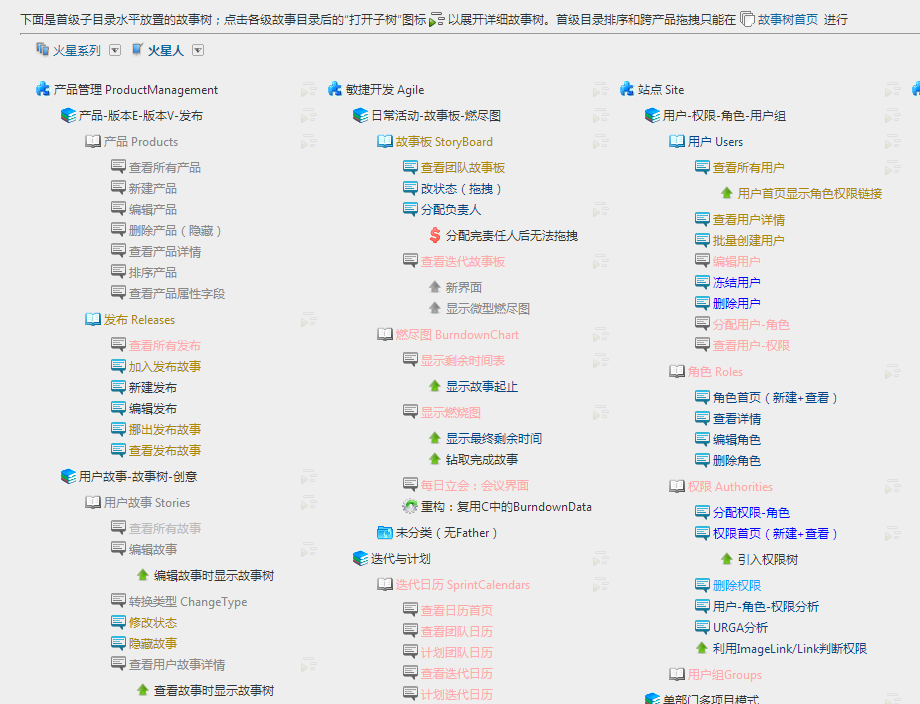 下面是首级子目录水平放置的故事树；点击各级故事目录后的"打开子树"图标 以展开详细故事树。首级目录排序和跨产品拖拽只能在 故事树首页 进行
火星系列 火星人
产品管理 ProductManagement
产品-版本E-版本V-发布
产品 Products
查看所有产品
新建产品
编辑产品
删除产品（隐藏）
查看产品详情
排序产品
查看产品属性字段
发布 Releases
查看所有发布
加入发布故事
新建发布
编辑发布
挪出发布故事
查看发布故事
用户故事-故事树-创意
用户故事 Stories
查看所有故事
编辑故事
编辑故事时显示故事树
转换类型 ChangeType
修改状态
隐藏故事
查看用户故事详情
查看故事时显示故事树
敏捷开发 Agile
日常活动-故事板-燃尽图
故事板 StoryBoard
查看团队故事板
改状态（拖拽）
分配负责人
分配完责任人后无法拖拽
查看迭代故事板
新界面
显示微型燃尽图
燃尽图 BurndownChart
显示剩余时间表
显示故事起止
显示燃烧图
显示最终剩余时间
钻取完成故事
每日立会：会议界面
重构：复用C中的BurndownData
未分类（无Father）
迭代与计划
迭代日历 SprintCalendars
查看日历首页
查看团队日历
计划团队日历
查看迭代日历
计划迭代日历
站点 Site
用户-权限-角色-用户组
用户 Users
查看所有用户
用户首页显示角色权限链接
查看用户详情
批量创建用户
编辑用户
冻结用户
删除用户
分配用户-角色
查看用户-权限
角色 Roles
角色首页（新建+查看）
查看详情
编辑角色
删除角色
权限 Authorities
分配权限-角色
权限首页（新建+查看）
引入权限树
删除权限
用户-角色-权限分析
URGA分析
利用ImageLink/Link判断权限
用户组Groups
单部门多项目模式